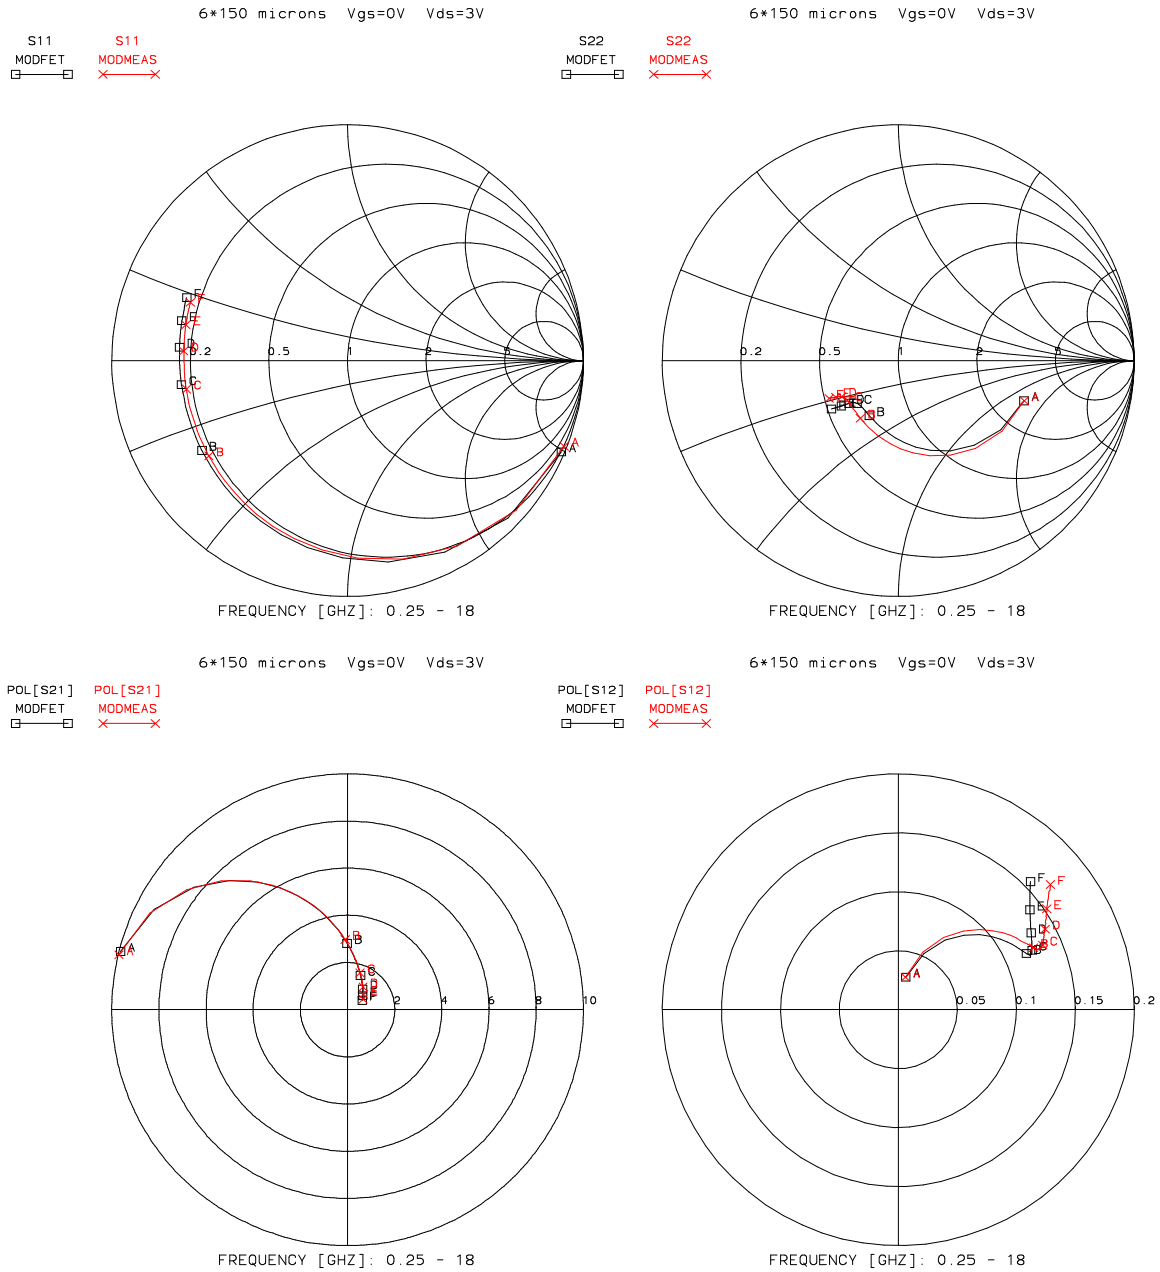 6*150 microns Vgs=0V Vds=3V
S11 S11
MODFET MODMEAS
0.2 0.5 1 2 5
F F
E E
D D
C C
B B
A A
FREQUENCY [GHZ]: 0.25 - 18
6*150 microns Vgs=0V Vds=3V
S22 S22
MODFET MODMEAS
0.2 0.5 1 2 5
A
B
C
D
FREQUENCY [GHZ]: 0.25 - 18
6*150 microns Vgs=0V Vds=3V
POL[S21] POL[S21]
MODFET MODMEAS
A A
B B
C C
D
E
F
2 4 6 8 10
FREQUENCY [GHZ]: 0.25 - 18
6*150 microns Vgs=0V Vds=3V
POL[S12] POL[S12]
MODFET MODMEAS
F F
E E
D D
B C
A
0.05 0.1 0.15 0.2
FREQUENCY [GHZ]: 0.25 - 18